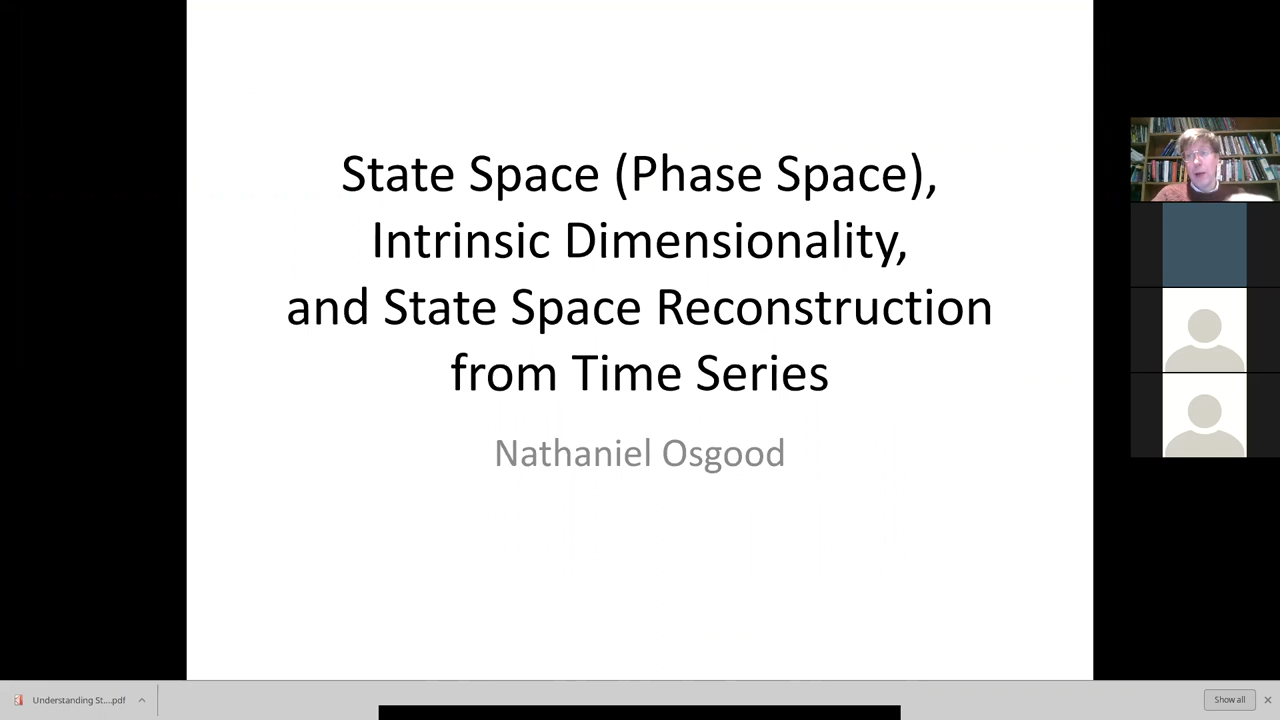 State Space (Phase Space),
Intrinsic Dimensionality,
and State Space Reconstruction
from Time Series
Nathaniel Osgood
Understanding St....pdf
Show all